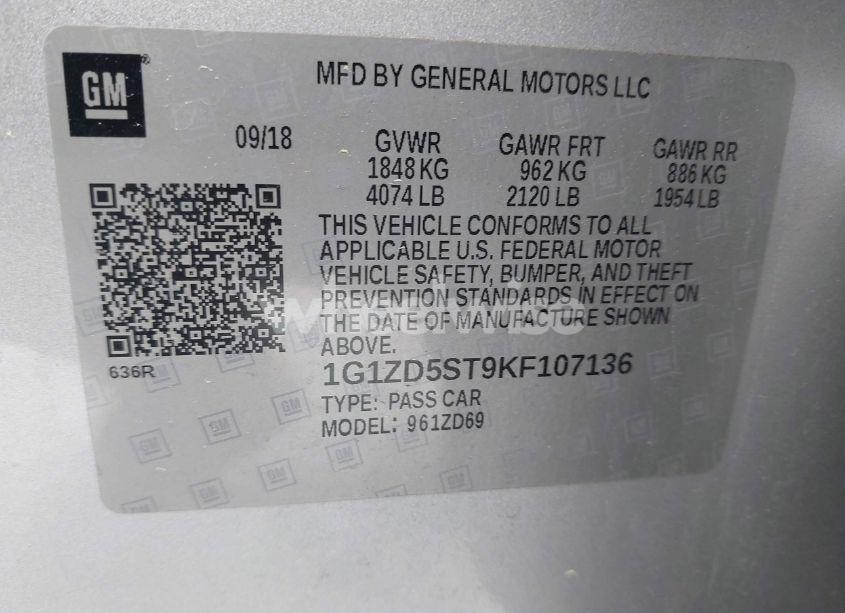 GM
MFD BY GENERAL MOTORS LLC
09/18 GVWR GAWR FRT GAWR RR
1848 KG 962 KG 886 KG
4074 LB 2120 LB 1954 LB
THIS VEHICLE CONFORMS TO ALL
APPLICABLE U.S. FEDERAL MOTOR
VEHICLE SAFETY, BUMPER, AND THEFT
PREVENTION STANDARDS IN EFFECT ON
THE DATE OF MANUFACTURE SHOWN
ABOVE.
636R
1G1ZD5ST9KF107136
TYPE: PASS CAR
MODEL: 961ZD69